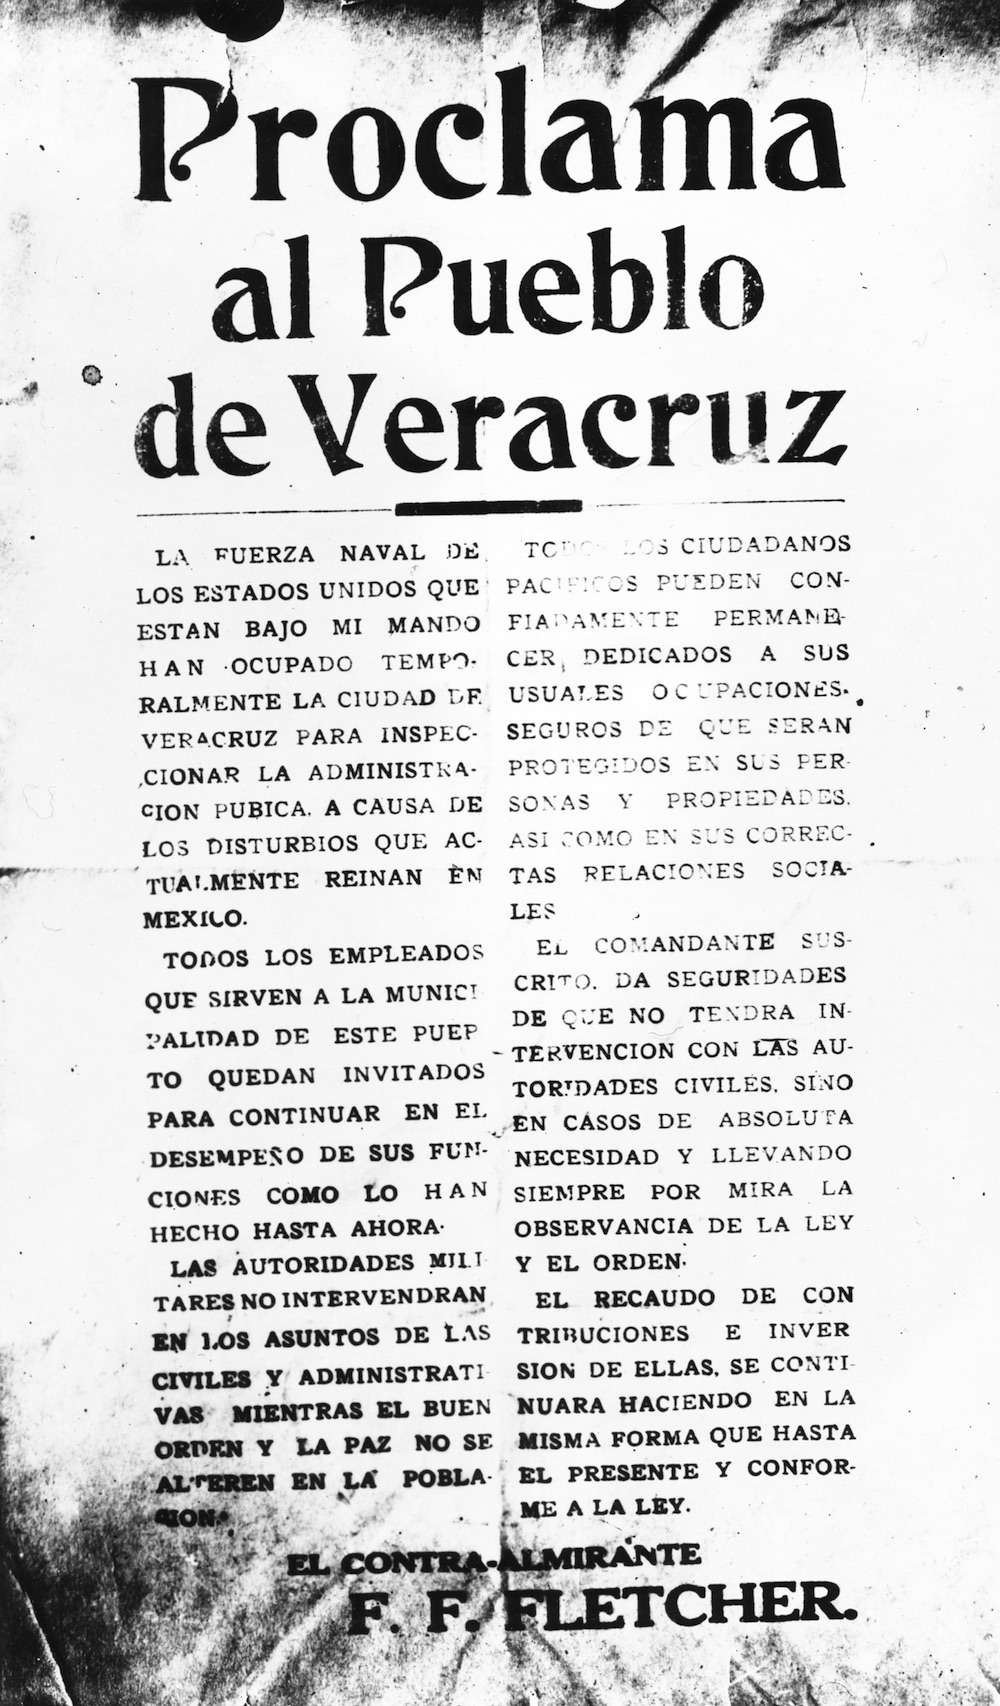 Proclama
al Pueblo
de Veracruz
LA FUERZA NAVAL DE
LOS ESTADOS UNIDOS QUE
ESTAN BAJO MI MANDO
HAN OCUPADO TEMPO-
RALMENTE LA CIUDAD DE
VERACRUZ PARA INSPEC-
CIONAR LA ADMINISTRA-
CION PUBICA. A CAUSA DE
LOS DISTURBIOS QUE AC-
TUALMENTE REINAN EN
MEXICO.
TODOS LOS EMPLEADOS
QUE SIRVEN A LA MUNICI
PALIDAD DE ESTE PUEP
TO QUEDAN INVITADOS
PARA CONTINUAR EN EL
DESEMPEÑO DE SUS FUN-
CIONES COMO LO HAN
HECHO HASTA AHORA.
LAS AUTORIDADES MILI-
TARES NO INTERVENDRAN
EN LOS ASUNTOS DE LAS
CIVILES Y ADMINISTRATI-
VAS MIENTRAS EL BUEN
ORDEN Y LA PAZ NO SE
ALTEREN EN LA POBLA-
CION.
TODOS LOS CIUDADANOS
PACIFICOS PUEDEN CON-
FIADAMENTE PERMANE-
CER, DEDICADOS A SUS
USUALES OCUPACIONES.
SEGUROS DE QUE SERAN
PROTEGIDOS EN SUS PER-
SONAS Y PROPIEDADES.
ASI COMO EN SUS CORREC-
TAS RELACIONES SOCIA-
LES
EL COMANDANTE SUS-
CRITO. DA SEGURIDADES
DE QUE NO TENDRA IN-
TERVENCION CON LAS AU-
TORIDADES CIVILES, SINO
EN CASOS DE ABSOLUTA
NECESIDAD Y LLEVANDO
SIEMPRE POR MIRA LA
OBSERVANCIA DE LA LEY
Y EL ORDEN.
EL RECAUDO DE CON
TRIBUCIONES E INVER
SION DE ELLAS, SE CONTI-
NUARA HACIENDO EN LA
MISMA FORMA QUE HASTA
EL PRESENTE Y CONFOR-
ME A LA LEY.
EL CONTRA-ALMIRANTE
F. F. FLETCHER.